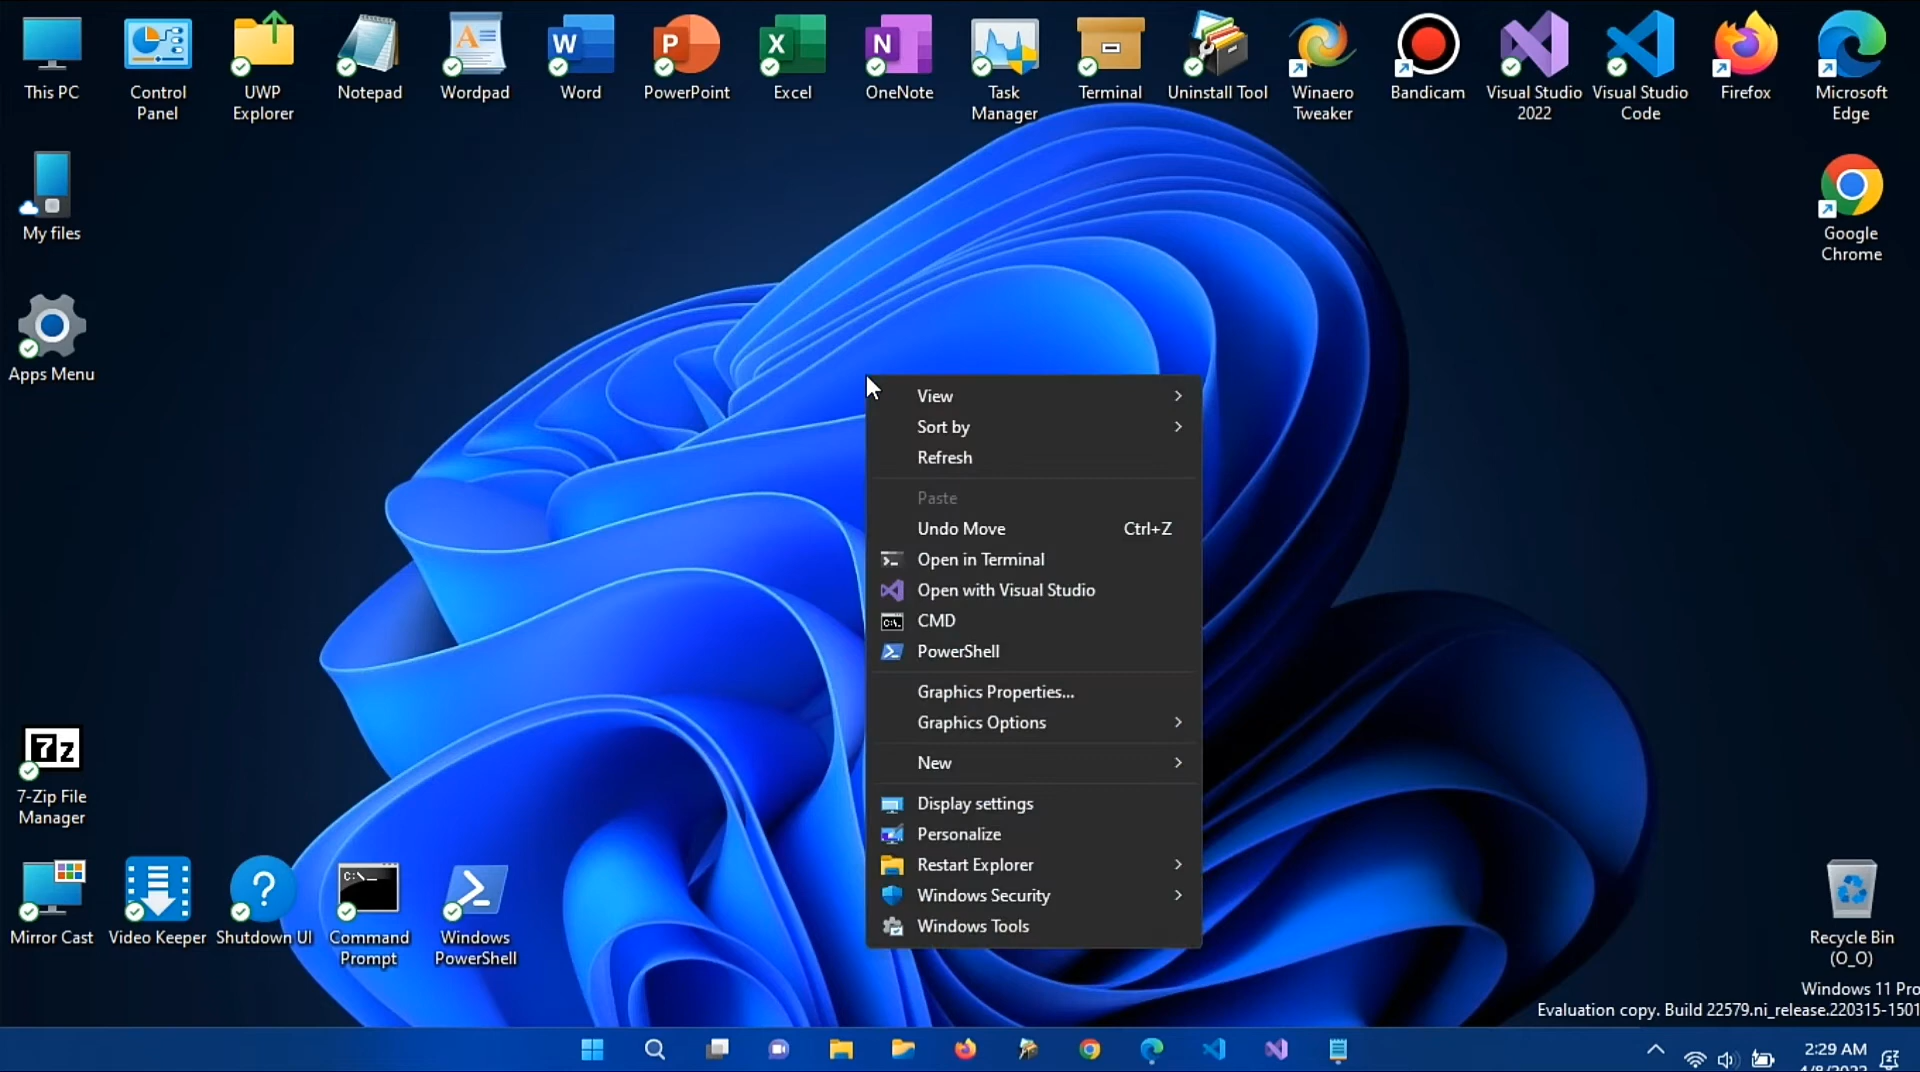 This PC
Control
Panel
UWP
Explorer
Notepad
Wordpad
Word
PowerPoint
Excel
OneNote
Task
Manager
Terminal
Uninstall Tool
Winaero
Tweaker
Bandicam
Visual Studio
2022
Visual Studio
Code
Firefox
Microsoft
Edge
My files
Google
Chrome
Apps Menu
View
Sort by
Refresh
Paste
Undo Move Ctrl+Z
Open in Terminal
Open with Visual Studio
CMD
PowerShell
Graphics Properties...
Graphics Options
New
Display settings
Personalize
Restart Explorer
Windows Security
Windows Tools
7-Zip File
Manager
Mirror Cast
Video Keeper
Shutdown UI
Command
Prompt
Windows
PowerShell
Recycle Bin
(O_O)
Windows 11 Pro
Evaluation copy. Build 22579.ni_release.220315-1501
2:29 AM